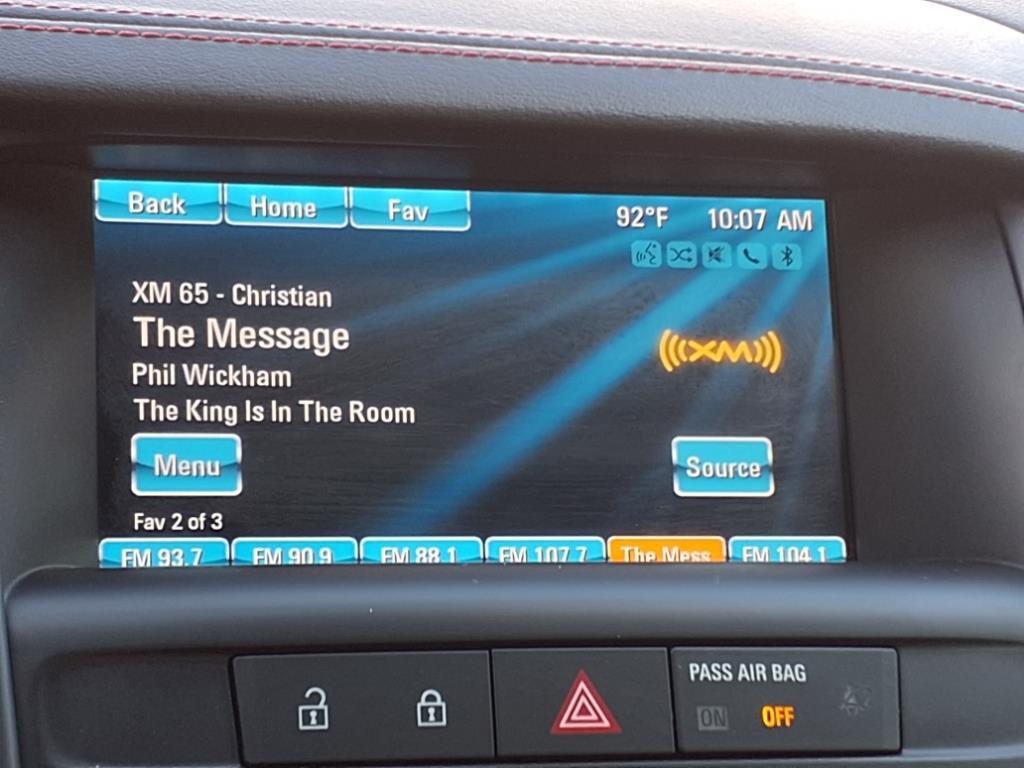 Back Home Fav
92°F 10:07 AM
XM 65 - Christian
The Message
XM
Phil Wickham
The King Is In The Room
Menu Source
Fav 2 of 3
FM 93.7 FM 90.9 FM 88.1 FM 107.7 The Mess FM 104.1
PASS AIR BAG
ON OFF